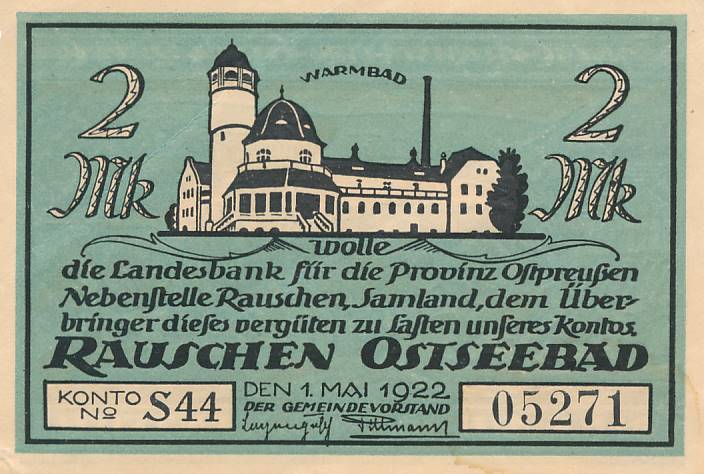 WARMBAD
2 Mk
2 Mk
wolle
die Landesbank für die Provinz Ostpreußen
Nebenstelle Rauschen, Samland, dem Über-
bringer dieses vergüten zu Lasten unseres Kontos.
RAUSCHEN OSTSEEBAD
KONTO No S44
DEN 1. MAI 1922
DER GEMEINDEVORSTAND
Pittmann
05271